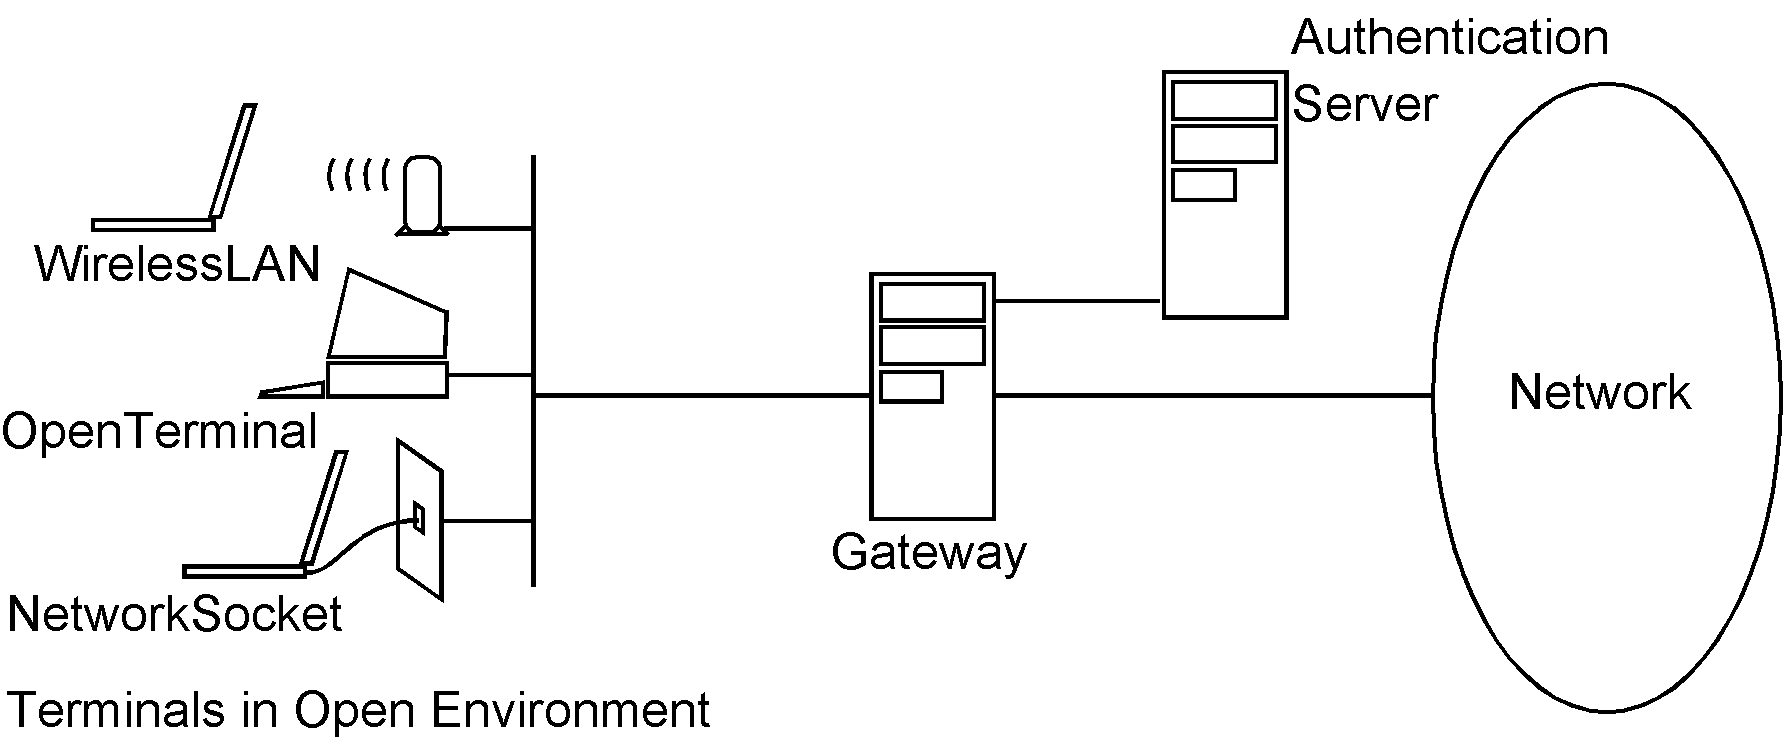 Authentication
Server
WirelessLAN
OpenTerminal
Network
Gateway
NetworkSocket
Terminals in Open Environment